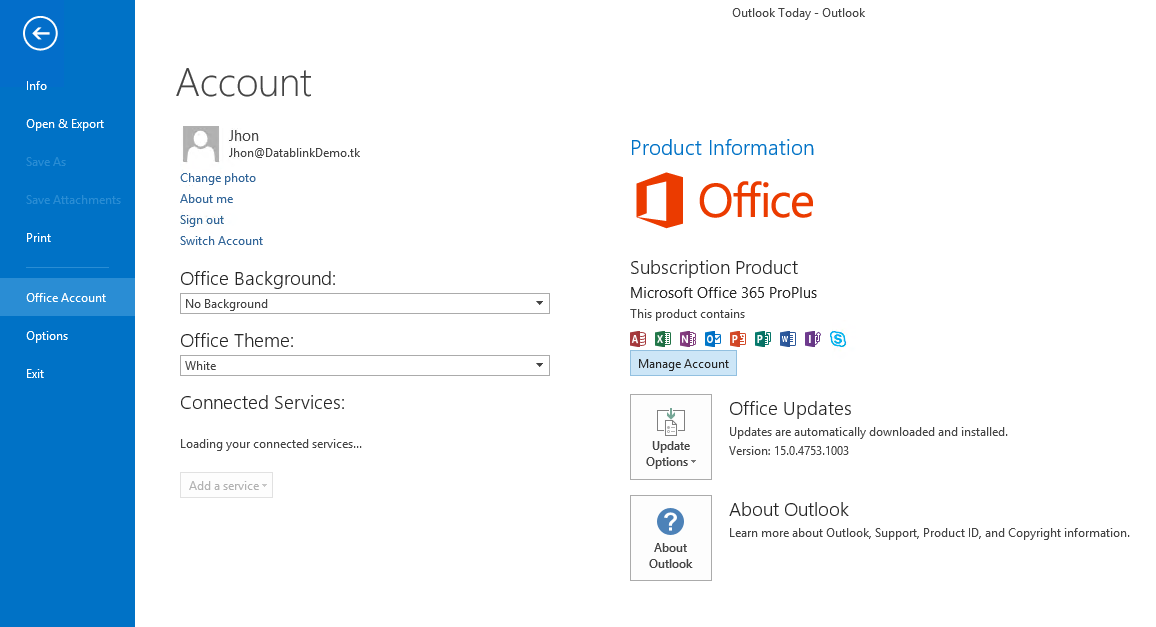 Outlook Today - Outlook
Info
Open & Export
Save As
Save Attachments
Print
Office Account
Options
Exit
Account
Jhon
Jhon@DatablinkDemo.tk
Change photo
About me
Sign out
Switch Account
Office Background:
No Background
Office Theme:
White
Connected Services:
Loading your connected services...
Add a service
Product Information
Office
Subscription Product
Microsoft Office 365 ProPlus
This product contains
Manage Account
Update
Options
Office Updates
Updates are automatically downloaded and installed.
Version: 15.0.4753.1003
About
Outlook
About Outlook
Learn more about Outlook, Support, Product ID, and Copyright information.